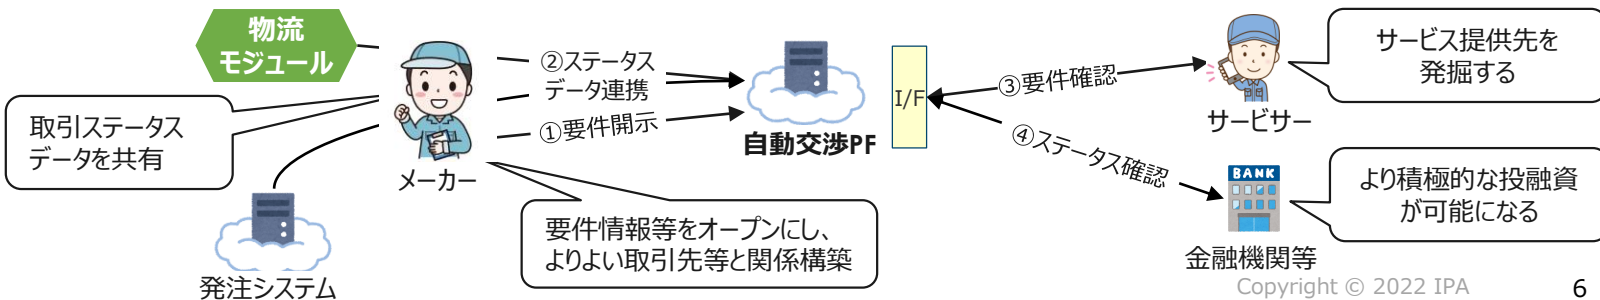 物流
モジュール
取引ステータス
データを共有
発注システム
メーカー
②ステータス
データ連携
①要件開示
要件情報等をオープンにし、
よりよい取引先等と関係構築
自動交渉PF
I/F
③要件確認
④ステータス確認
サービサー
サービス提供先を
発掘する
BANK
金融機関等
より積極的な投融資
が可能になる
Copyright © 2022 IPA
6